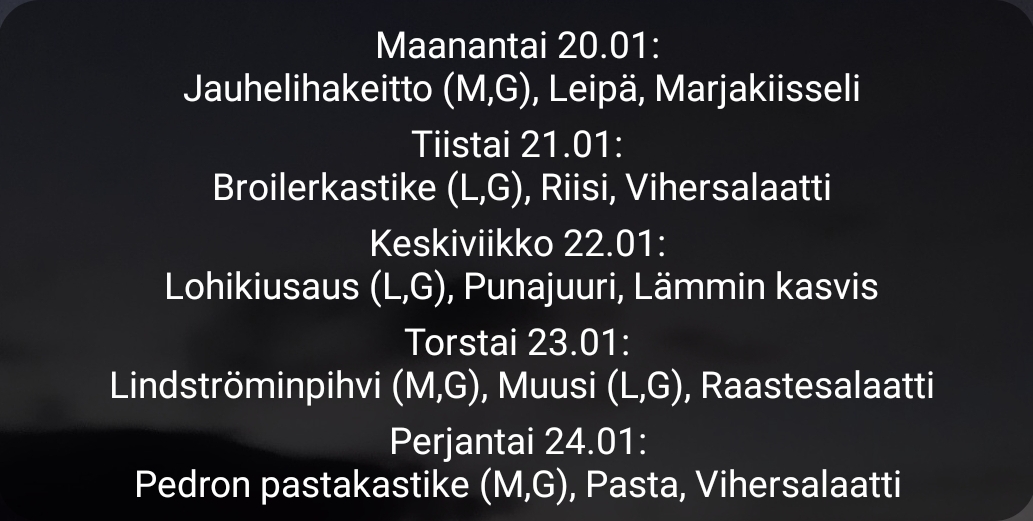 Maanantai 20.01:
Jauhelihakeitto (M,G), Leipä, Marjakiisseli
Tiistai 21.01:
Broilerkastike (L,G), Riisi, Vihersalaatti
Keskiviikko 22.01:
Lohikiusaus (L,G), Punajuuri, Lämmin kasvis
Torstai 23.01:
Lindströminpihvi (M,G), Muusi (L,G), Raastesalaatti
Perjantai 24.01:
Pedron pastakastike (M,G), Pasta, Vihersalaatti